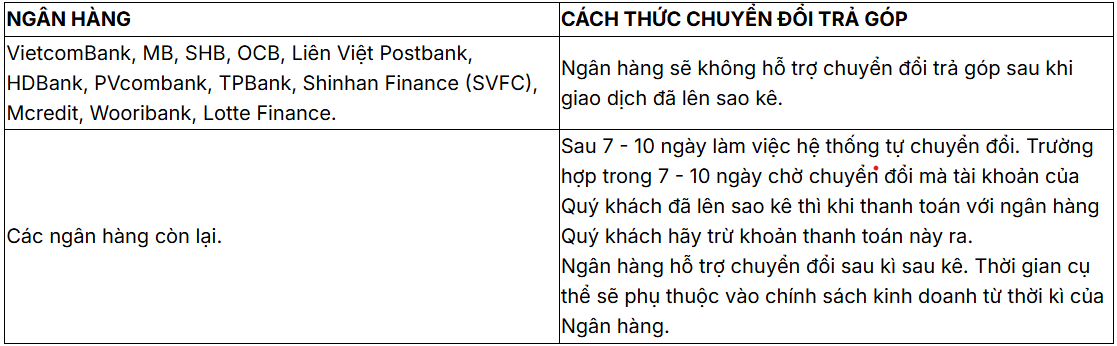 NGÂN HÀNG
CÁCH THỨC CHUYỂN ĐỔI TRẢ GÓP
VietcomBank, MB, SHB, OCB, Liên Việt Postbank,
HDBank, PVcombank, TPBank, Shinhan Finance (SVFC),
Mcredit, Wooribank, Lotte Finance.
Ngân hàng sẽ không hỗ trợ chuyển đổi trả góp sau khi
giao dịch đã lên sao kê.
Các ngân hàng còn lại.
Sau 7 - 10 ngày làm việc hệ thống tự chuyển đổi. Trường
hợp trong 7 - 10 ngày chờ chuyển đổi mà tài khoản của
Quý khách đã lên sao kê thì khi thanh toán với ngân hàng
Quý khách hãy trừ khoản thanh toán này ra.
Ngân hàng hỗ trợ chuyển đổi sau kì sau kê. Thời gian cụ
thể sẽ phụ thuộc vào chính sách kinh doanh từ thời kì của
Ngân hàng.